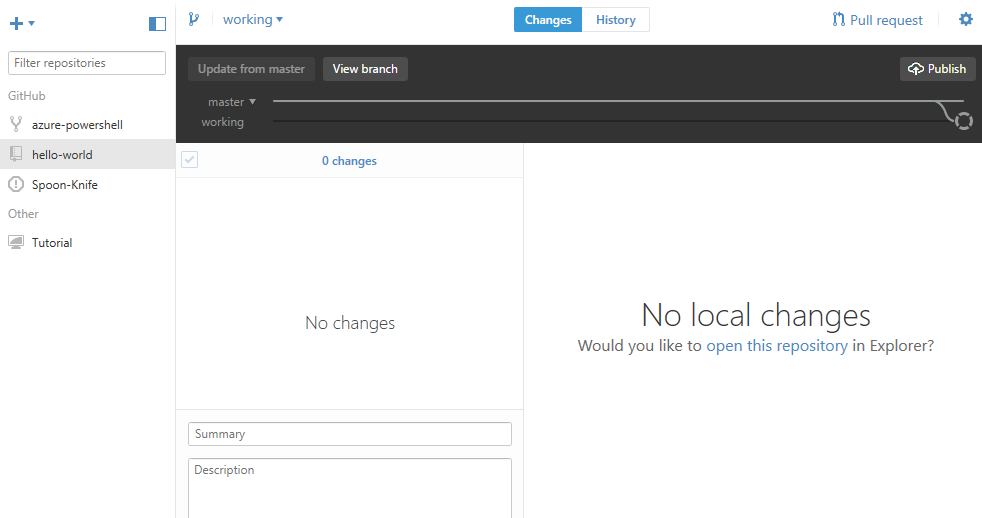 working
Changes
History
Pull request
Filter repositories
GitHub
azure-powershell
hello-world
Spoon-Knife
Other
Tutorial
Update from master
View branch
Publish
master
working
0 changes
No changes
Summary
Description
No local changes
Would you like to open this repository in Explorer?